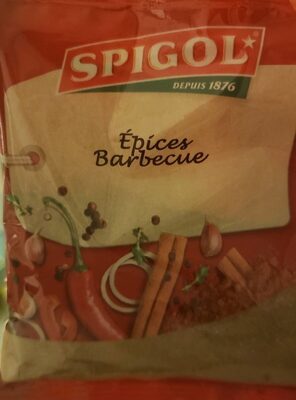 SPIGOL
DEPUIS 1876
Épices
Barbecue